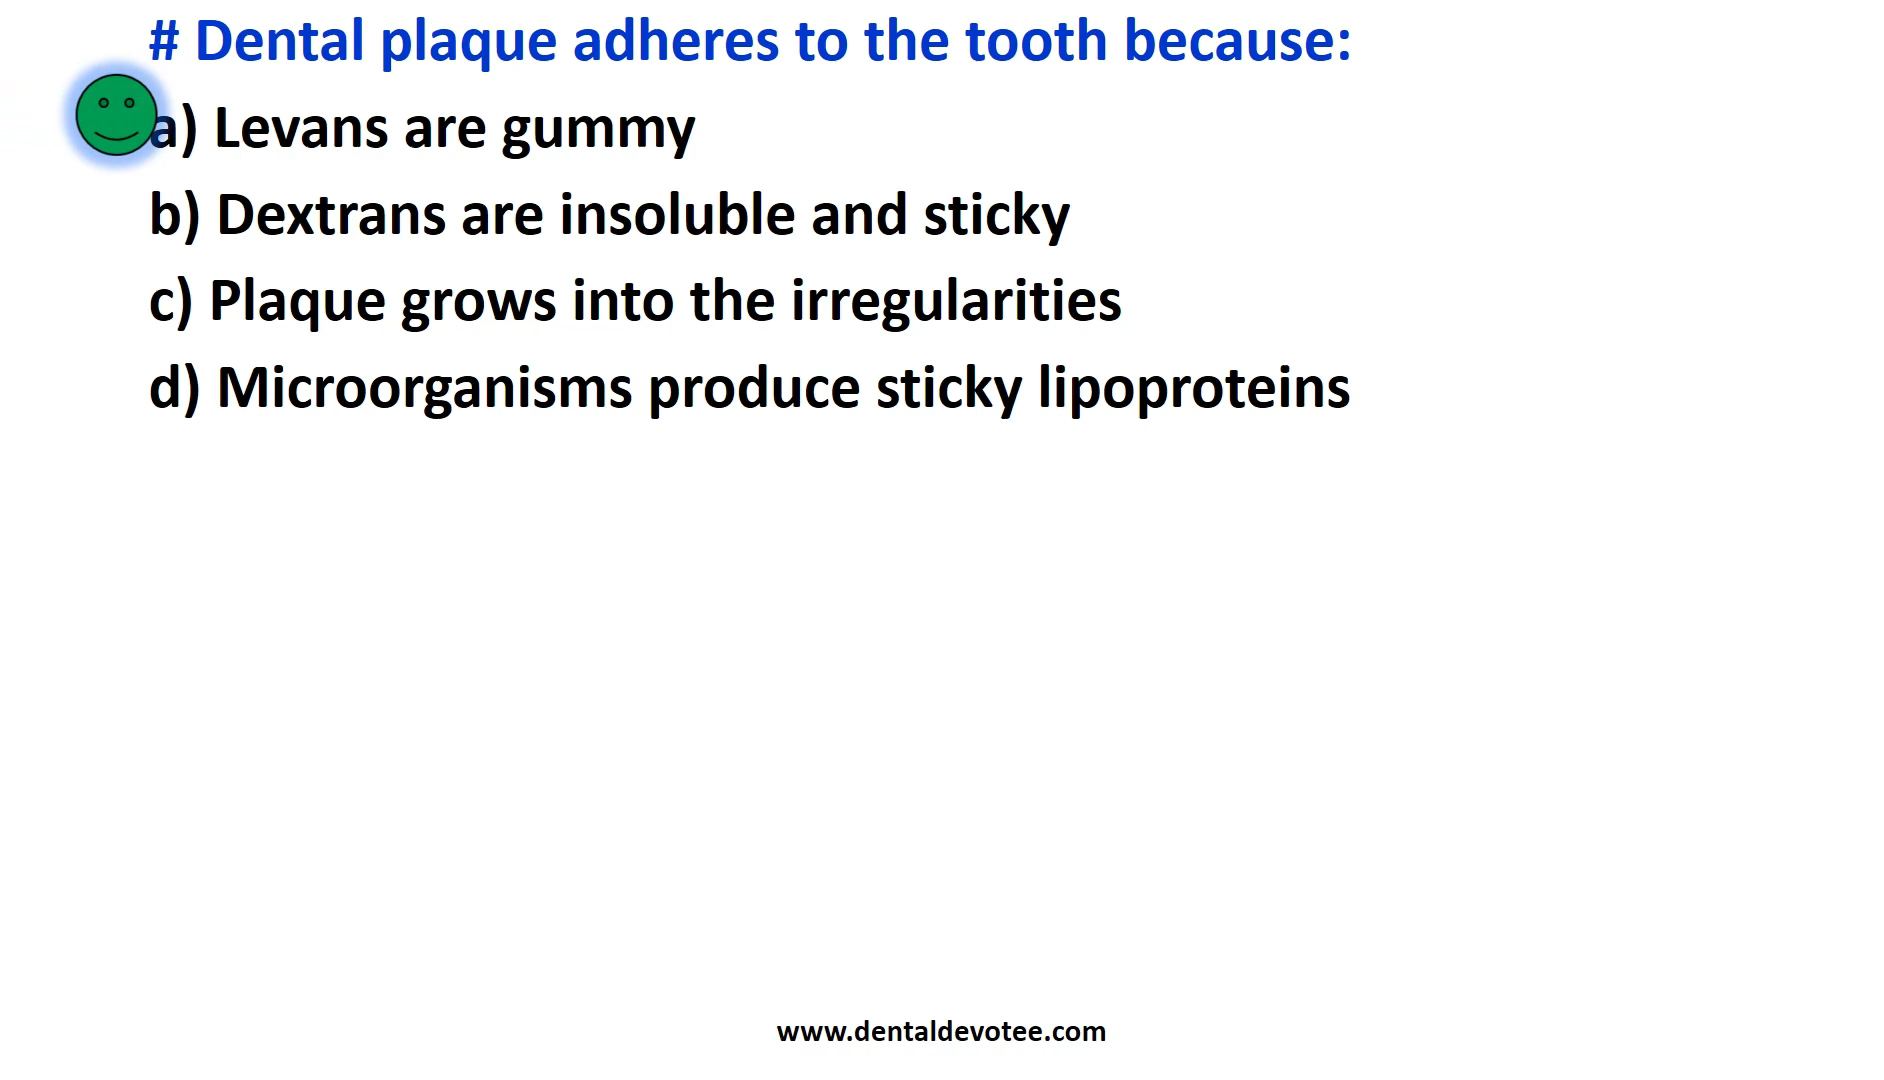 # Dental plaque adheres to the tooth because:
a) Levans are gummy
b) Dextrans are insoluble and sticky
c) Plaque grows into the irregularities
d) Microorganisms produce sticky lipoproteins
www.dentaldevotee.com